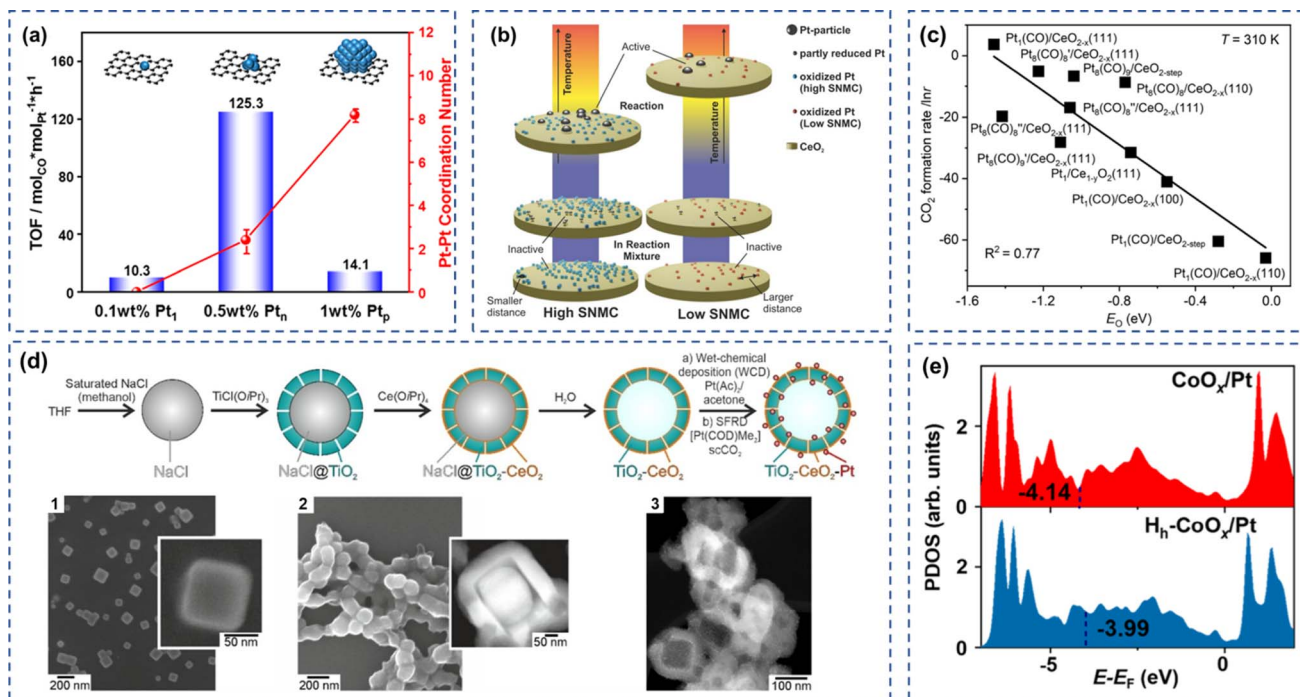 (a)
TOF / mol_CO*mol_Pt^-1*h^-1
160
120
80
40
0
10.3
125.3
14.1
0.1wt% Pt₁
0.5wt% Ptₙ
1wt% Ptₚ
12
10
8
6
4
2
0
Pt-Pt Coordination Number
(b)
Temperature
Active
Reaction
Inactive
In Reaction
Mixture
Smaller
distance
High SNMC
Temperature
Inactive
Larger
distance
Low SNMC
Pt-particle
partly reduced Pt
oxidized Pt
(high SNMC)
oxidized Pt
(Low SNMC)
CeO₂
(c)
CO₂ formation rate /lnr
0
-20
-40
-60
T = 310 K
Pt₁(CO)/CeO₂₋ₓ(111)
Pt₈(CO)₈'/CeO₂₋ₓ(111)
Pt₈(CO)₉/CeO₂-step
Pt₈(CO)₈/CeO₂₋ₓ(110)
Pt₈(CO)₈''/CeO₂₋ₓ(111)
Pt₈(CO)₈''/CeO₂₋ₓ(111)
Pt₈(CO)₉'/CeO₂₋ₓ(111)
Pt₁/Ce₁₋yO₂(111)
Pt₁(CO)/CeO₂₋ₓ(100)
Pt₁(CO)/CeO₂-step
Pt₁(CO)/CeO₂₋ₓ(110)
R² = 0.77
-1.6
-1.2
-0.8
-0.4
0.0
E_O (eV)
(d)
Saturated NaCl
(methanol)
THF
NaCl
TiCl(OiPr)₃
NaCl@TiO₂
Ce(OiPr)₄
NaCl@TiO₂-CeO₂
H₂O
TiO₂-CeO₂
a) Wet-chemical
deposition (WCD)
Pt(Ac)₂/
acetone
b) SFRD
[Pt(COD)Me₂]
scCO₂
TiO₂-CeO₂-Pt
1
200 nm
50 nm
2
200 nm
50 nm
3
100 nm
(e)
PDOS (arb. units)
CoOₓ/Pt
2
0
-4.14
Hₕ-CoOₓ/Pt
2
0
-3.99
-5
0
E-E_F (eV)